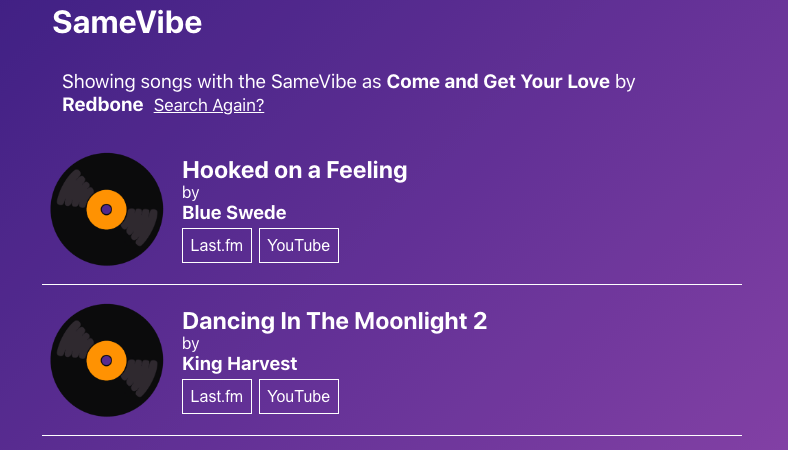 SameVibe
Showing songs with the SameVibe as Come and Get Your Love by
Redbone Search Again?
Hooked on a Feeling
by
Blue Swede
Last.fm YouTube
Dancing In The Moonlight 2
by
King Harvest
Last.fm YouTube